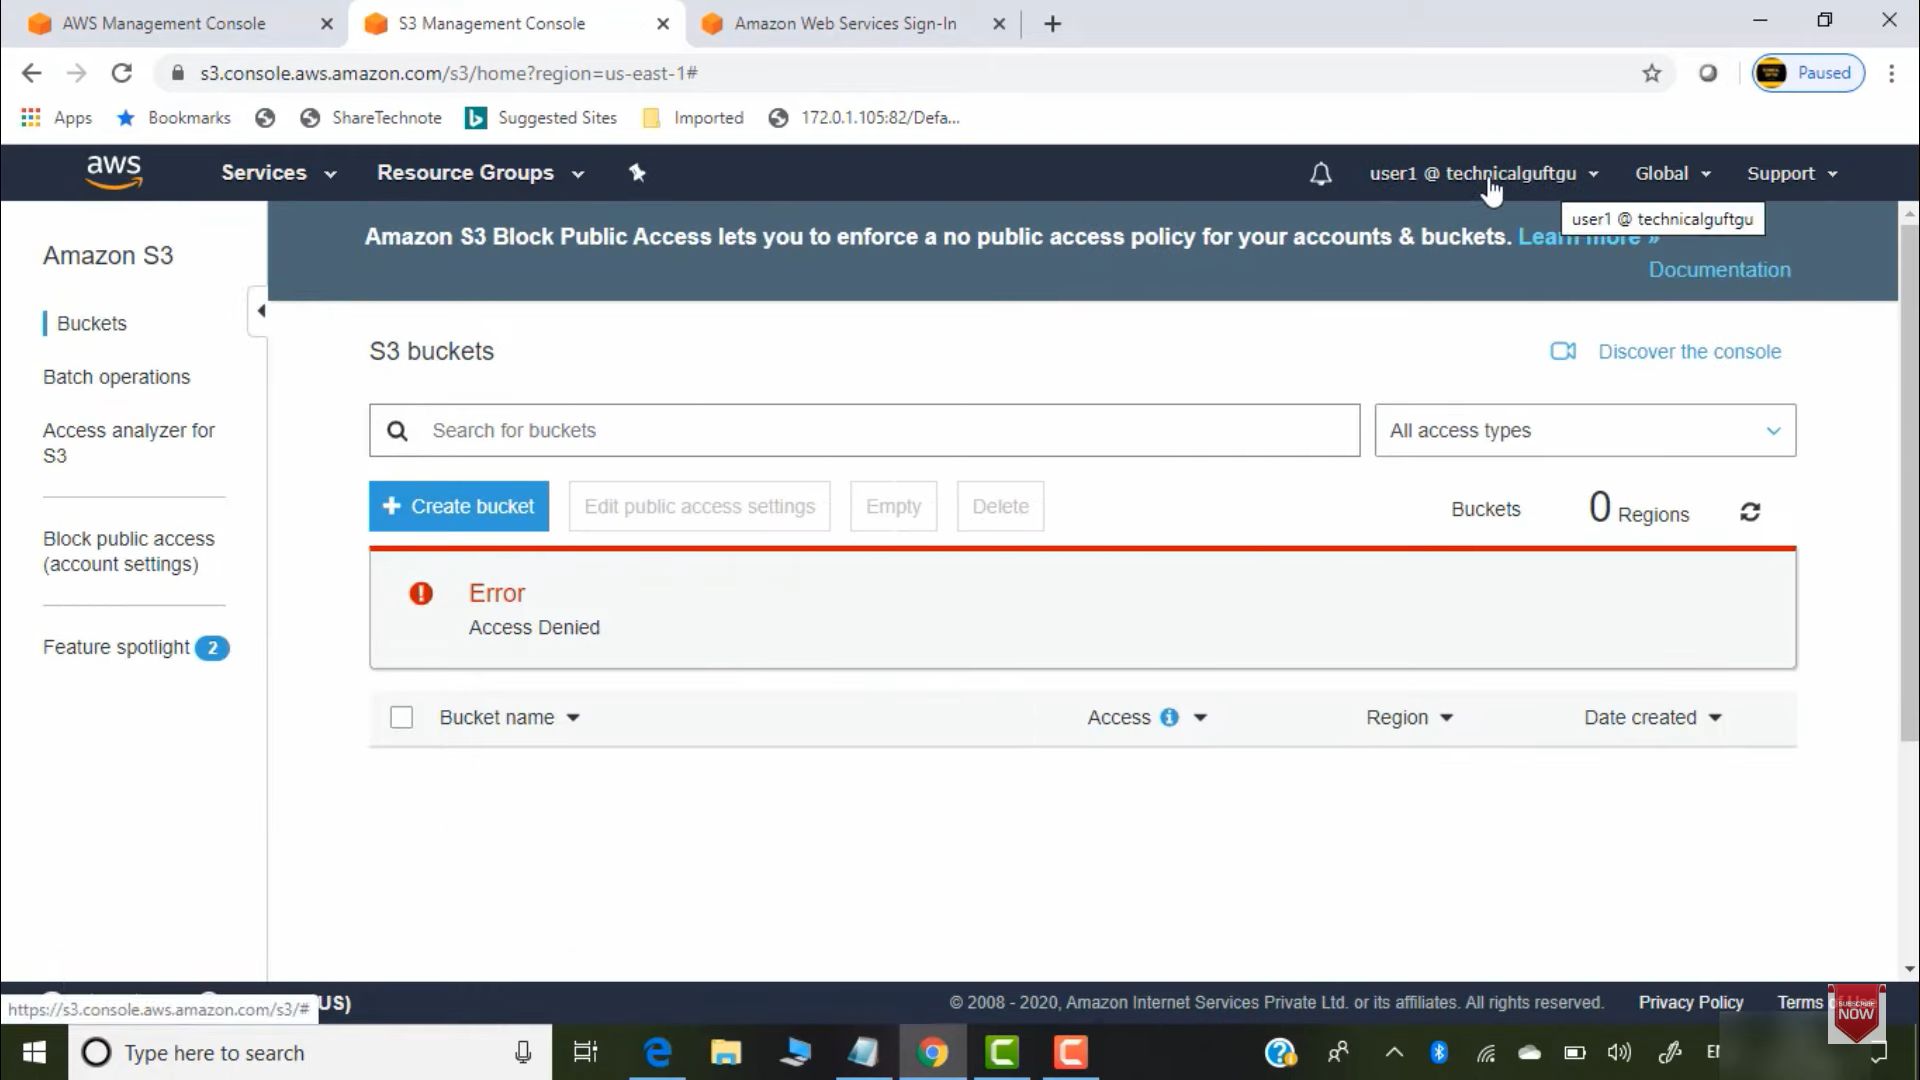 AWS Management Console
S3 Management Console
Amazon Web Services Sign-In
s3.console.aws.amazon.com/s3/home?region=us-east-1#
Paused
Apps
Bookmarks
ShareTechnote
Suggested Sites
Imported
172.0.1.105:82/Defa...
aws
Services
Resource Groups
user1 @ technicalguftgu
Global
Support
user1 @ technicalguftgu
Amazon S3 Block Public Access lets you to enforce a no public access policy for your accounts & buckets. Learn more »
Documentation
Amazon S3
Buckets
Batch operations
Access analyzer for
S3
Block public access
(account settings)
Feature spotlight 2
S3 buckets
Discover the console
Search for buckets
All access types
+ Create bucket
Edit public access settings
Empty
Delete
Buckets
0 Regions
Error
Access Denied
Bucket name
Access
Region
Date created
https://s3.console.aws.amazon.com/s3/#
US)
© 2008 - 2020, Amazon Internet Services Private Ltd. or its affiliates. All rights reserved.
Privacy Policy
Terms
SUBSCRIBE
NOW
Type here to search